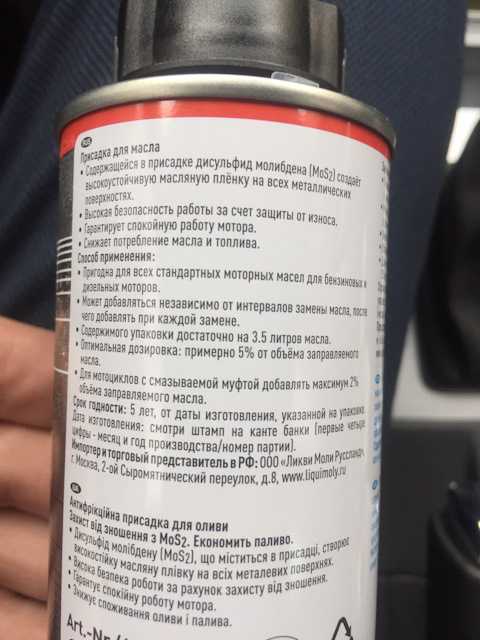 RUS
Присадка для масла
• Содержащейся в присадке дисульфид молибдена (MoS2) создаёт
высокоустойчивую масляную плёнку на всех металлических
поверхностях.
• Высокая безопасность работы за счет защиты от износа.
• Гарантирует спокойную работу мотора.
• Снижает потребление масла и топлива.
Способ применения:
• Пригодна для всех стандартных моторных масел для бензиновых и
дизельных моторов.
• Может добавляться независимо от интервалов замены масла, после
чего добавлять при каждой замене.
• Содержимого упаковки достаточно на 3.5 литров масла.
• Оптимальная дозировка: примерно 5% от объёма заправляемого
масла.
• Для мотоциклов с смазываемой муфтой добавлять максимум 2%
объёма заправляемого масла.
Срок годности: 5 лет, от даты изготовления, указанной на упаковке.
Дата изготовления: смотри штамп на канте банки (первые четыре
цифры - месяц и год производства/номер партии).
Импортер и торговый представитель в РФ: ООО «Ликви Моли Руссланд»,
г. Москва, 2-ой Сыромятнический переулок, д.8, www.liquimoly.ru
Антифрікційна присадка для оливи
Захист від зношення з MoS2. Економить паливо.
• Дисульфід молібдену (MoS2), що міститься в присадці, створює
високостійку масляну плівку на всіх металевих поверхнях.
• Висока безпека роботи за рахунок захисту від зношення.
• Гарантує спокійну роботу мотора.
• Знижує споживання оливи і палива.
Art.-Nr.